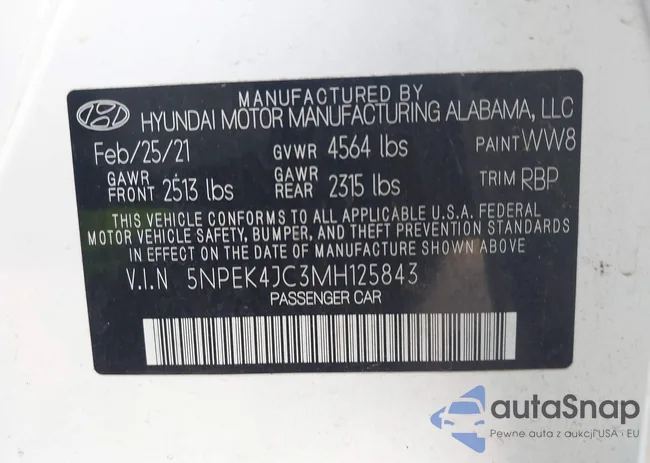 MANUFACTURED BY
HYUNDAI MOTOR MANUFACTURING ALABAMA, LLC
Feb/25/21 GVWR 4564 lbs PAINT WW8
GAWR FRONT 2513 lbs GAWR REAR 2315 lbs TRIM RBP
THIS VEHICLE CONFORMS TO ALL APPLICABLE U.S.A. FEDERAL
MOTOR VEHICLE SAFETY, BUMPER, AND THEFT PREVENTION STANDARDS
IN EFFECT ON THE DATE OF MANUFACTURE SHOWN ABOVE
V.I.N 5NPEK4JC3MH125843
PASSENGER CAR
autaSnap
Pewne auta z aukcji USA i EU